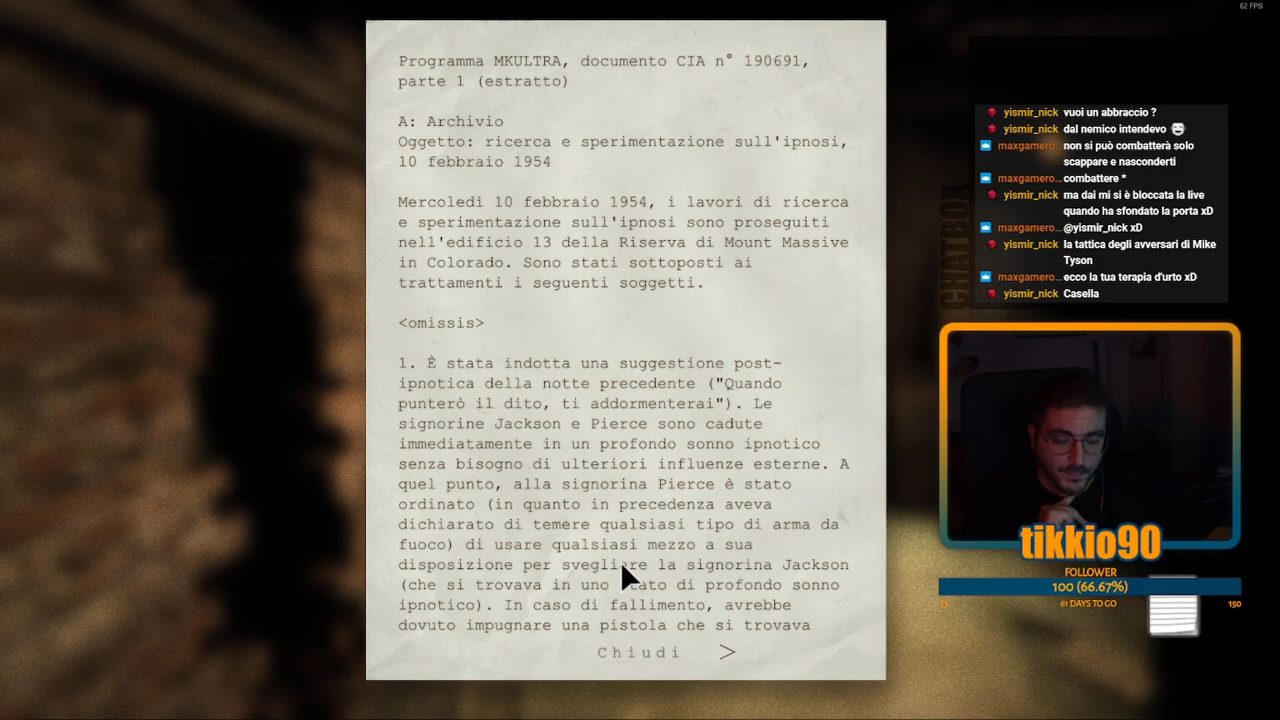 62 FPS
Programma MKULTRA, documento CIA n° 190691,
parte 1 (estratto)
A: Archivio
Oggetto: ricerca e sperimentazione sull'ipnosi,
10 febbraio 1954
Mercoledì 10 febbraio 1954, i lavori di ricerca
e sperimentazione sull'ipnosi sono proseguiti
nell'edificio 13 della Riserva di Mount Massive
in Colorado. Sono stati sottoposti ai
trattamenti i seguenti soggetti.
<omissis>
1. È stata indotta una suggestione post-
ipnotica della notte precedente ("Quando
punterò il dito, ti addormenterai"). Le
signorine Jackson e Pierce sono cadute
immediatamente in un profondo sonno ipnotico
senza bisogno di ulteriori influenze esterne. A
quel punto, alla signorina Pierce è stato
ordinato (in quanto in precedenza aveva
dichiarato di temere qualsiasi tipo di arma da
fuoco) di usare qualsiasi mezzo a sua
disposizione per svegliare la signorina Jackson
(che si trovava in uno stato di profondo sonno
ipnotico). In caso di fallimento, avrebbe
dovuto impugnare una pistola che si trovava
Chiudi >
CHATBOX
yismir_nick vuoi un abbraccio ?
yismir_nick dal nemico intendevo
maxgamero... non si può combatterà solo
scappare e nasconderti
maxgamero... combattere *
yismir_nick ma dai mi si è bloccata la live
quando ha sfondato la porta xD
maxgamero... @yismir_nick xD
yismir_nick la tattica degli avversari di Mike
Tyson
maxgamero... ecco la tua terapia d'urto xD
yismir_nick Casella
tikkio90
FOLLOWER
100 (66.67%)
0 61 DAYS TO GO 150